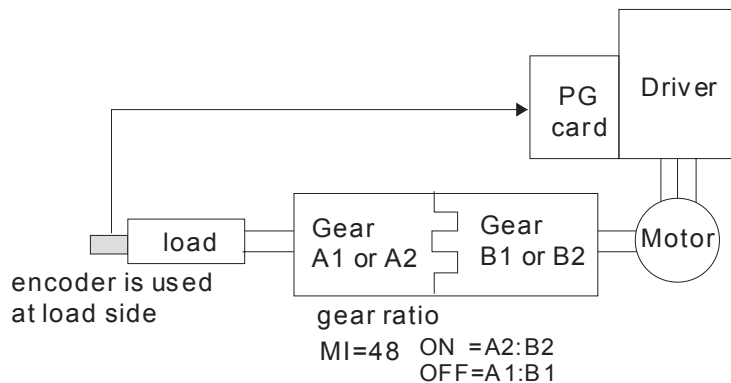 Driver
PG
card
load
Gear
A1 or A2
Gear
B1 or B2
Motor
encoder is used
at load side
gear ratio
MI=48 ON =A2:B2
OFF=A1:B1